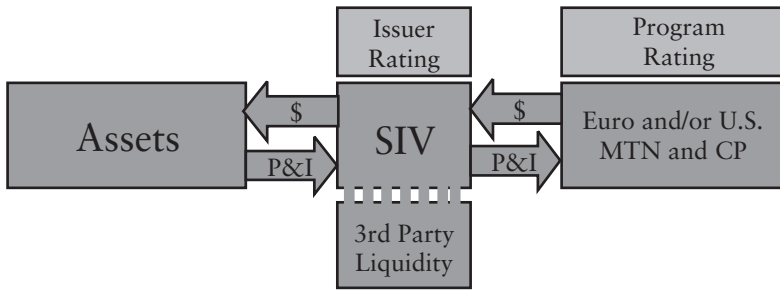 Issuer
Rating
Program
Rating
Assets
$
P&I
SIV
$
P&I
Euro and/or U.S.
MTN and CP
3rd Party
Liquidity